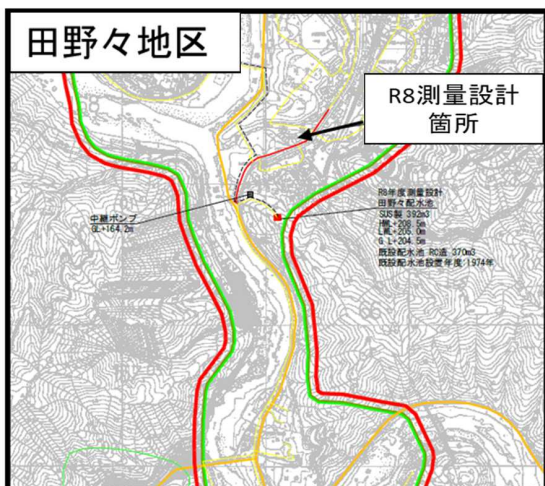 田野々地区
R8測量設計
箇所
中継ポンプ
GL+164.2m
R8年度測量設計
田野々配水池
SUS製 392m3
HWL+208.5m
LWL+205.0m
G L+204.5m
既設配水池 RC造 370m3
既設配水池設置年度 1974年